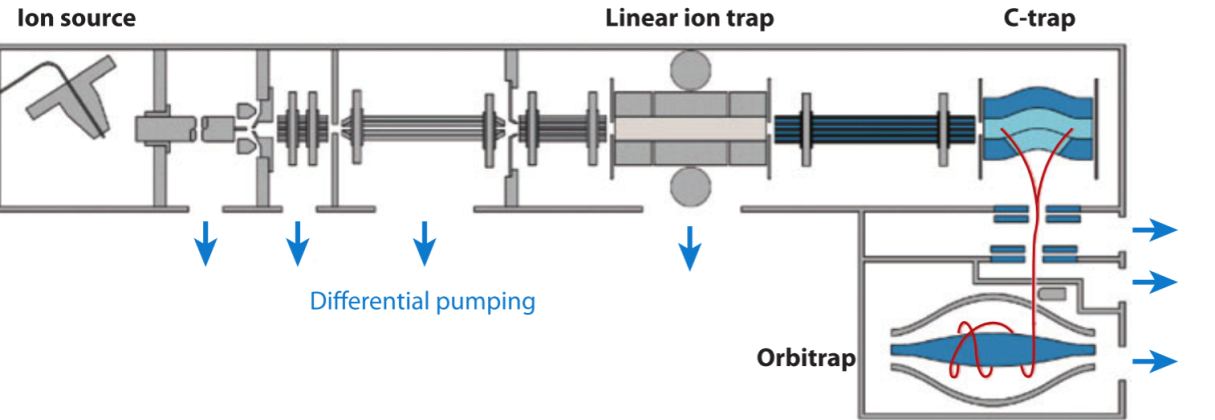 Ion source
Linear ion trap
C-trap
Differential pumping
Orbitrap